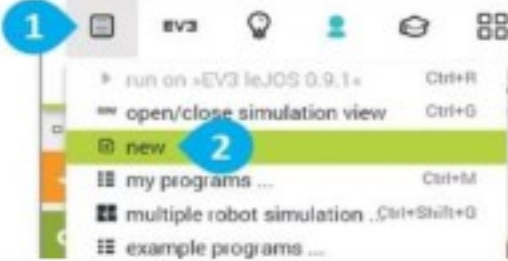 1 EV3
run on »EV3 leJOS 0.9.1« Ctrl+R
open/close simulation view Ctrl+G
new 2
my programs ... Ctrl+M
multiple robot simulation .. Ctrl+Shift+G
example programs ...